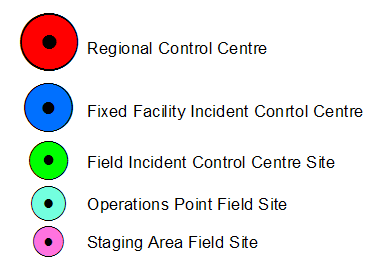 Regional Control Centre
Fixed Facility Incident Conrtol Centre
Field Incident Control Centre Site
Operations Point Field Site
Staging Area Field Site